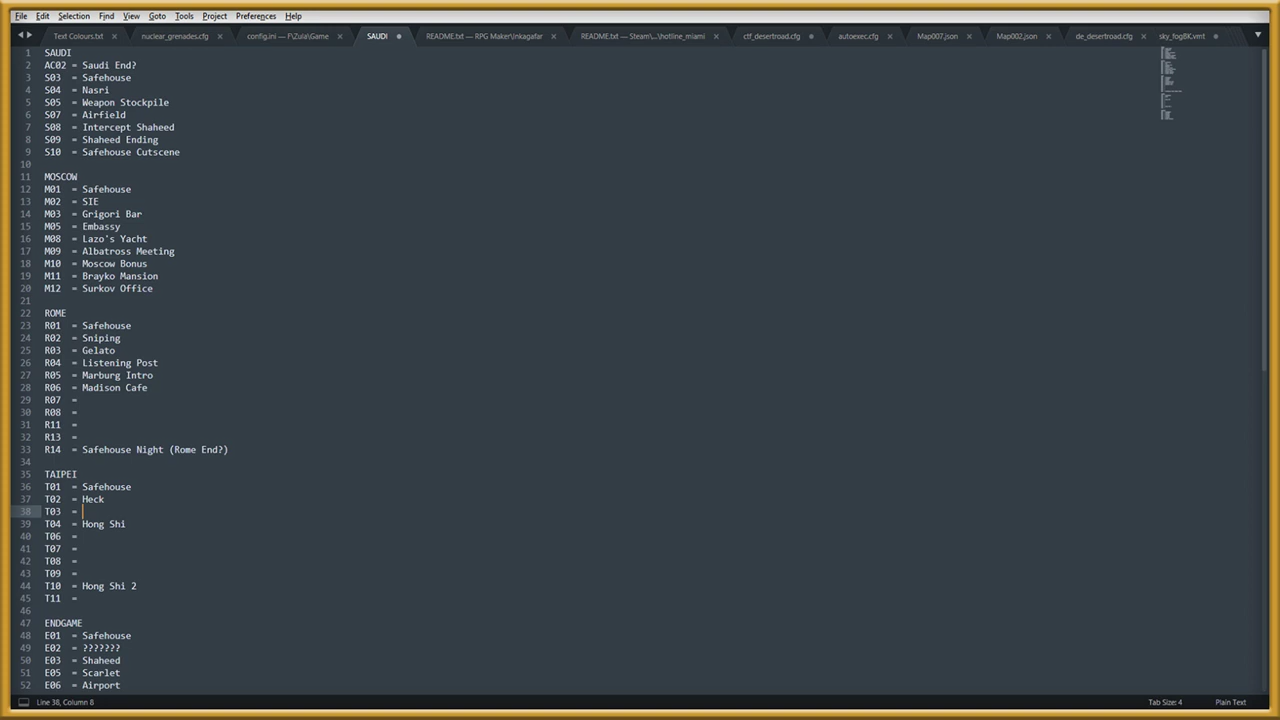 File Edit Selection Find View Goto Tools Project Preferences Help
Text Colours.txt × nuclear_grenades.cfg × config.ini — F\Zula\Game × SAUDI README.txt — RPG Maker\Inkagafar × README.txt — Steam\...\hotline_miami × ctf_desertroad.cfg autoexec.cfg × Map007.json × Map002.json × de_desertroad.cfg × sky_fogBK.vmt
1 SAUDI
2 AC02 = Saudi End?
3 S03 = Safehouse
4 S04 = Nasri
5 S05 = Weapon Stockpile
6 S07 = Airfield
7 S08 = Intercept Shaheed
8 S09 = Shaheed Ending
9 S10 = Safehouse Cutscene
10
11 MOSCOW
12 M01 = Safehouse
13 M02 = SIE
14 M03 = Grigori Bar
15 M05 = Embassy
16 M08 = Lazo's Yacht
17 M09 = Albatross Meeting
18 M10 = Moscow Bonus
19 M11 = Brayko Mansion
20 M12 = Surkov Office
21
22 ROME
23 R01 = Safehouse
24 R02 = Sniping
25 R03 = Gelato
26 R04 = Listening Post
27 R05 = Marburg Intro
28 R06 = Madison Cafe
29 R07 =
30 R08 =
31 R11 =
32 R13 =
33 R14 = Safehouse Night (Rome End?)
34
35 TAIPEI
36 T01 = Safehouse
37 T02 = Heck
38 T03 =
39 T04 = Hong Shi
40 T06 =
41 T07 =
42 T08 =
43 T09 =
44 T10 = Hong Shi 2
45 T11 =
46
47 ENDGAME
48 E01 = Safehouse
49 E02 = ???????
50 E03 = Shaheed
51 E05 = Scarlet
52 E06 = Airport
Line 38, Column 8 Tab Size: 4 Plain Text